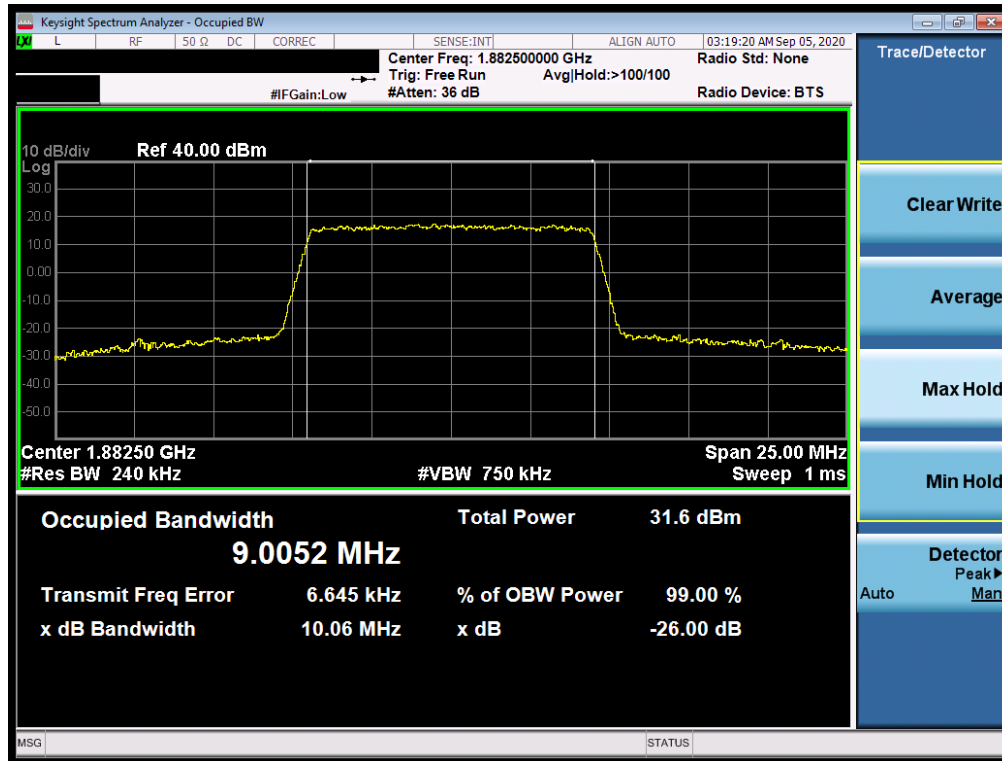 Keysight Spectrum Analyzer - Occupied BW
LXI L RF 50 Ω DC CORREC SENSE:INT ALIGN AUTO 03:19:20 AM Sep 05, 2020
Center Freq: 1.882500000 GHz Radio Std: None
Trig: Free Run Avg|Hold:>100/100
#IFGain:Low #Atten: 36 dB Radio Device: BTS
10 dB/div Ref 40.00 dBm
Log
30.0
20.0
10.0
0.00
-10.0
-20.0
-30.0
-40.0
-50.0
Center 1.88250 GHz Span 25.00 MHz
#Res BW 240 kHz #VBW 750 kHz Sweep 1 ms
Occupied Bandwidth Total Power 31.6 dBm
9.0052 MHz
Transmit Freq Error 6.645 kHz % of OBW Power 99.00 %
x dB Bandwidth 10.06 MHz x dB -26.00 dB
MSG STATUS
Trace/Detector
Clear Write
Average
Max Hold
Min Hold
Detector
Peak▶
Auto Man